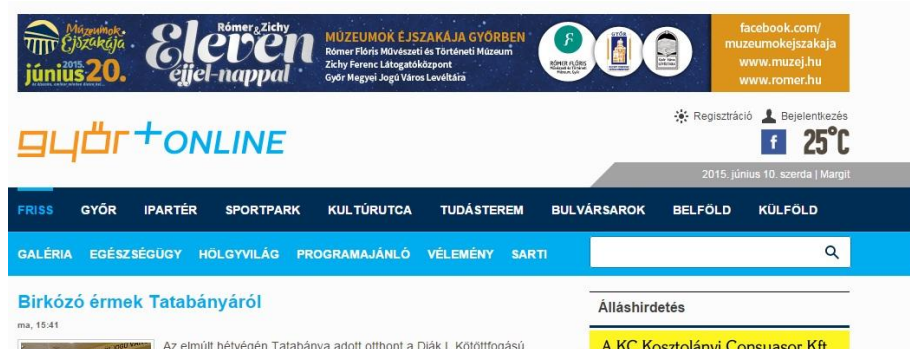 Múzeumok
Éjszakája
2015.
június 20.
Rómer & Zichy
Eleven
éjjel-nappal
MÚZEUMOK ÉJSZAKÁJA GYŐRBEN
Rómer Flóris Művészeti és Történeti Múzeum
Zichy Ferenc Látogatóközpont
Győr Megyei Jogú Város Levéltára
RÓMER FLÓRIS
GYŐR
facebook.com/
muzeumokejszakaja
www.muzej.hu
www.romer.hu
győr+ONLINE
Regisztráció Bejelentkezés
f 25°C
2015. június 10. szerda | Margit
FRISS GYŐR IPARTÉR SPORTPARK KULTÚRUTCA TUDÁSTEREM BULVÁRSAROK BELFÖLD KÜLFÖLD
GALÉRIA EGÉSZSÉGÜGY HÖLGYVILÁG PROGRAMAJÁNLÓ VÉLEMÉNY SARTI
Birkózó érmek Tatabányáról
ma, 15:41
Az elmúlt hétvégén Tatabánya adott otthont a Diák I. Kötöttfogású
Álláshirdetés
A KC Kosztolányi Consuasor Kft.